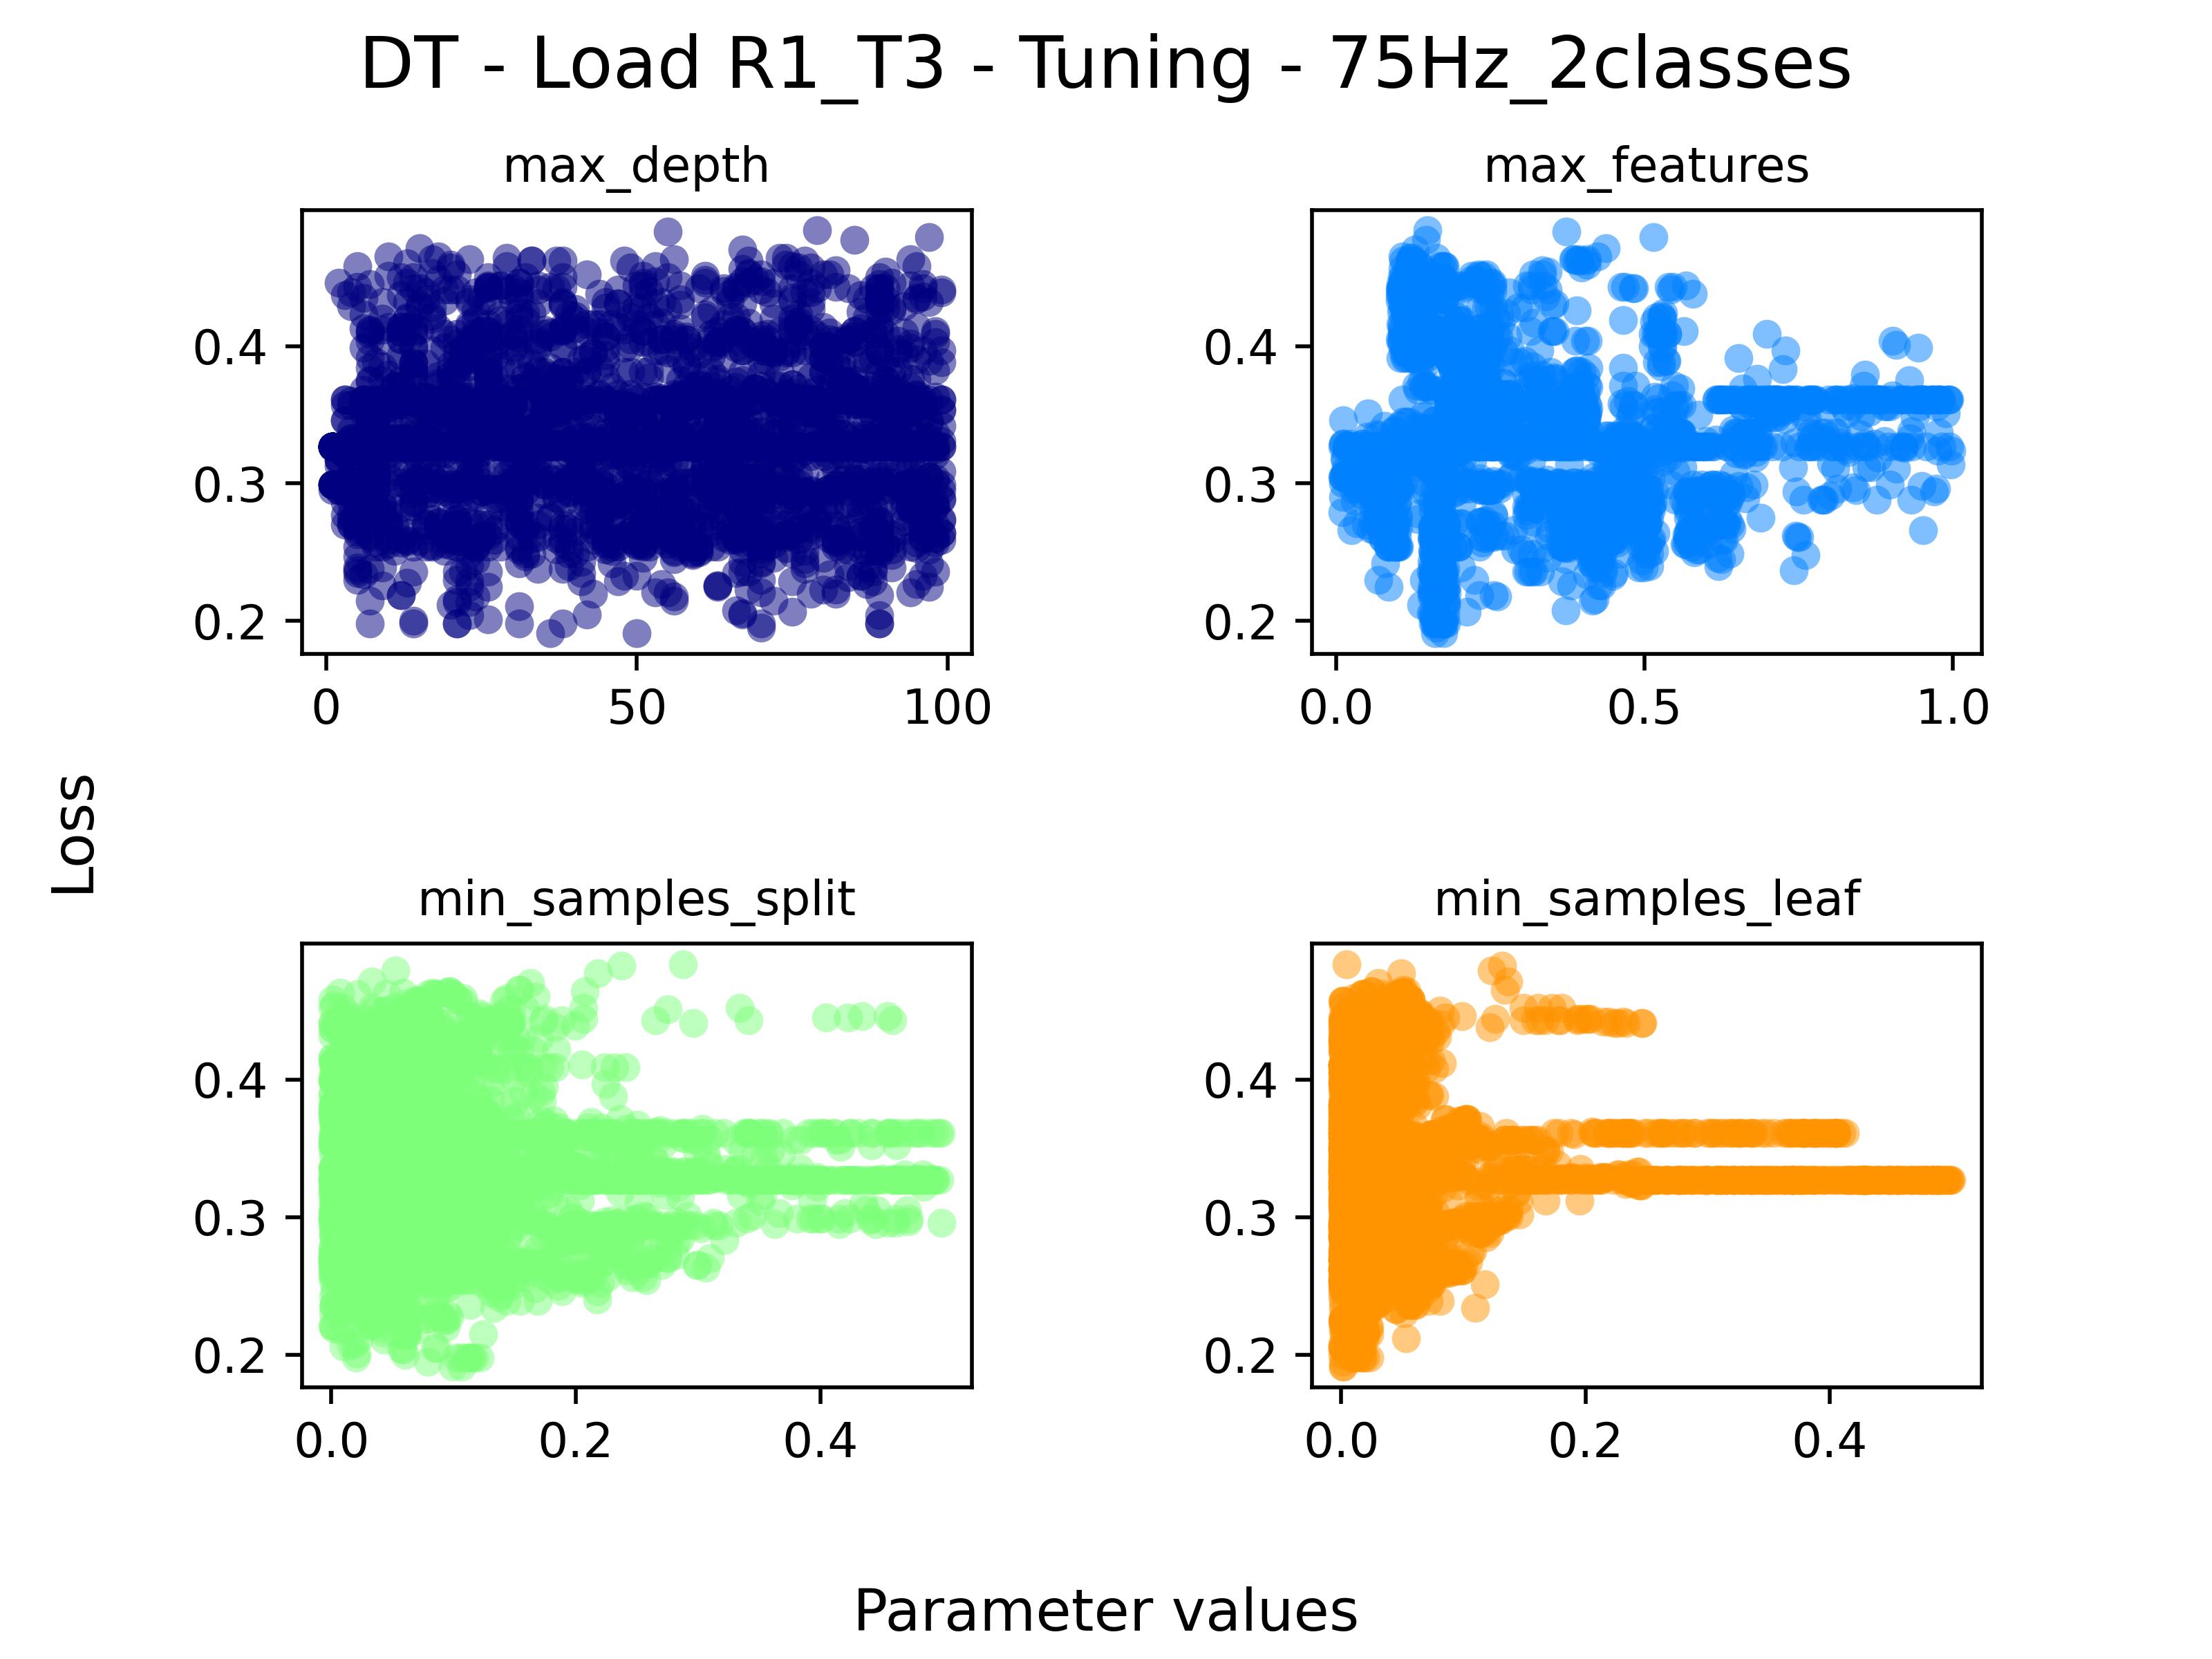 DT - Load R1_T3 - Tuning - 75Hz_2classes
max_depth
max_features
0.4
0.3
0.2
0 50 100
0.4
0.3
0.2
0.0 0.5 1.0
Loss
min_samples_split
min_samples_leaf
0.4
0.3
0.2
0.0 0.2 0.4
0.4
0.3
0.2
0.0 0.2 0.4
Parameter values